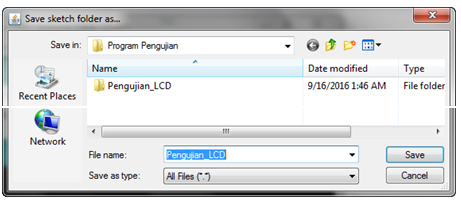 Save sketch folder as...
Save in: Program Pengujian
Name Date modified Type
Pengujian_LCD 9/16/2016 1:46 AM File folder
Recent Places
Network
File name: Pengujian_LCD Save
Save as type: All Files (*.*) Cancel